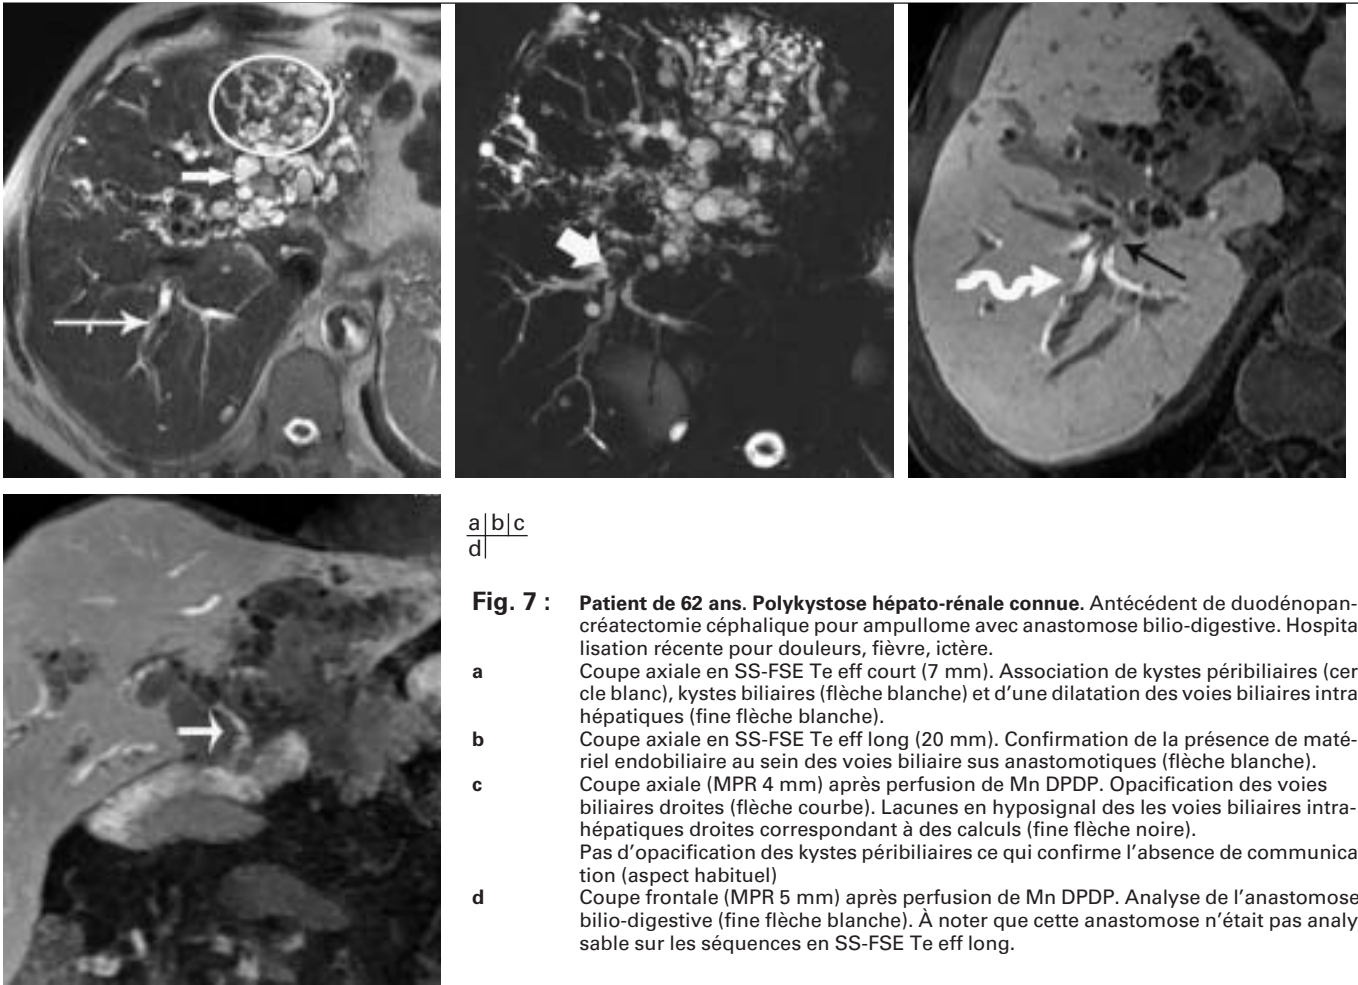 a|b|c
d|
Fig. 7 : Patient de 62 ans. Polykystose hépato-rénale connue. Antécédent de duodénopan-
créatectomie céphalique pour ampullome avec anastomose bilio-digestive. Hospita
lisation récente pour douleurs, fièvre, ictère.
a Coupe axiale en SS-FSE Te eff court (7 mm). Association de kystes péribiliaires (cer
cle blanc), kystes biliaires (flèche blanche) et d'une dilatation des voies biliaires intra
hépatiques (fine flèche blanche).
b Coupe axiale en SS-FSE Te eff long (20 mm). Confirmation de la présence de maté-
riel endobiliaire au sein des voies biliaire sus anastomotiques (flèche blanche).
c Coupe axiale (MPR 4 mm) après perfusion de Mn DPDP. Opacification des voies
biliaires droites (flèche courbe). Lacunes en hyposignal des les voies biliaires intra-
hépatiques droites correspondant à des calculs (fine flèche noire).
Pas d'opacification des kystes péribiliaires ce qui confirme l'absence de communica
tion (aspect habituel)
d Coupe frontale (MPR 5 mm) après perfusion de Mn DPDP. Analyse de l'anastomose
bilio-digestive (fine flèche blanche). À noter que cette anastomose n'était pas analy
sable sur les séquences en SS-FSE Te eff long.